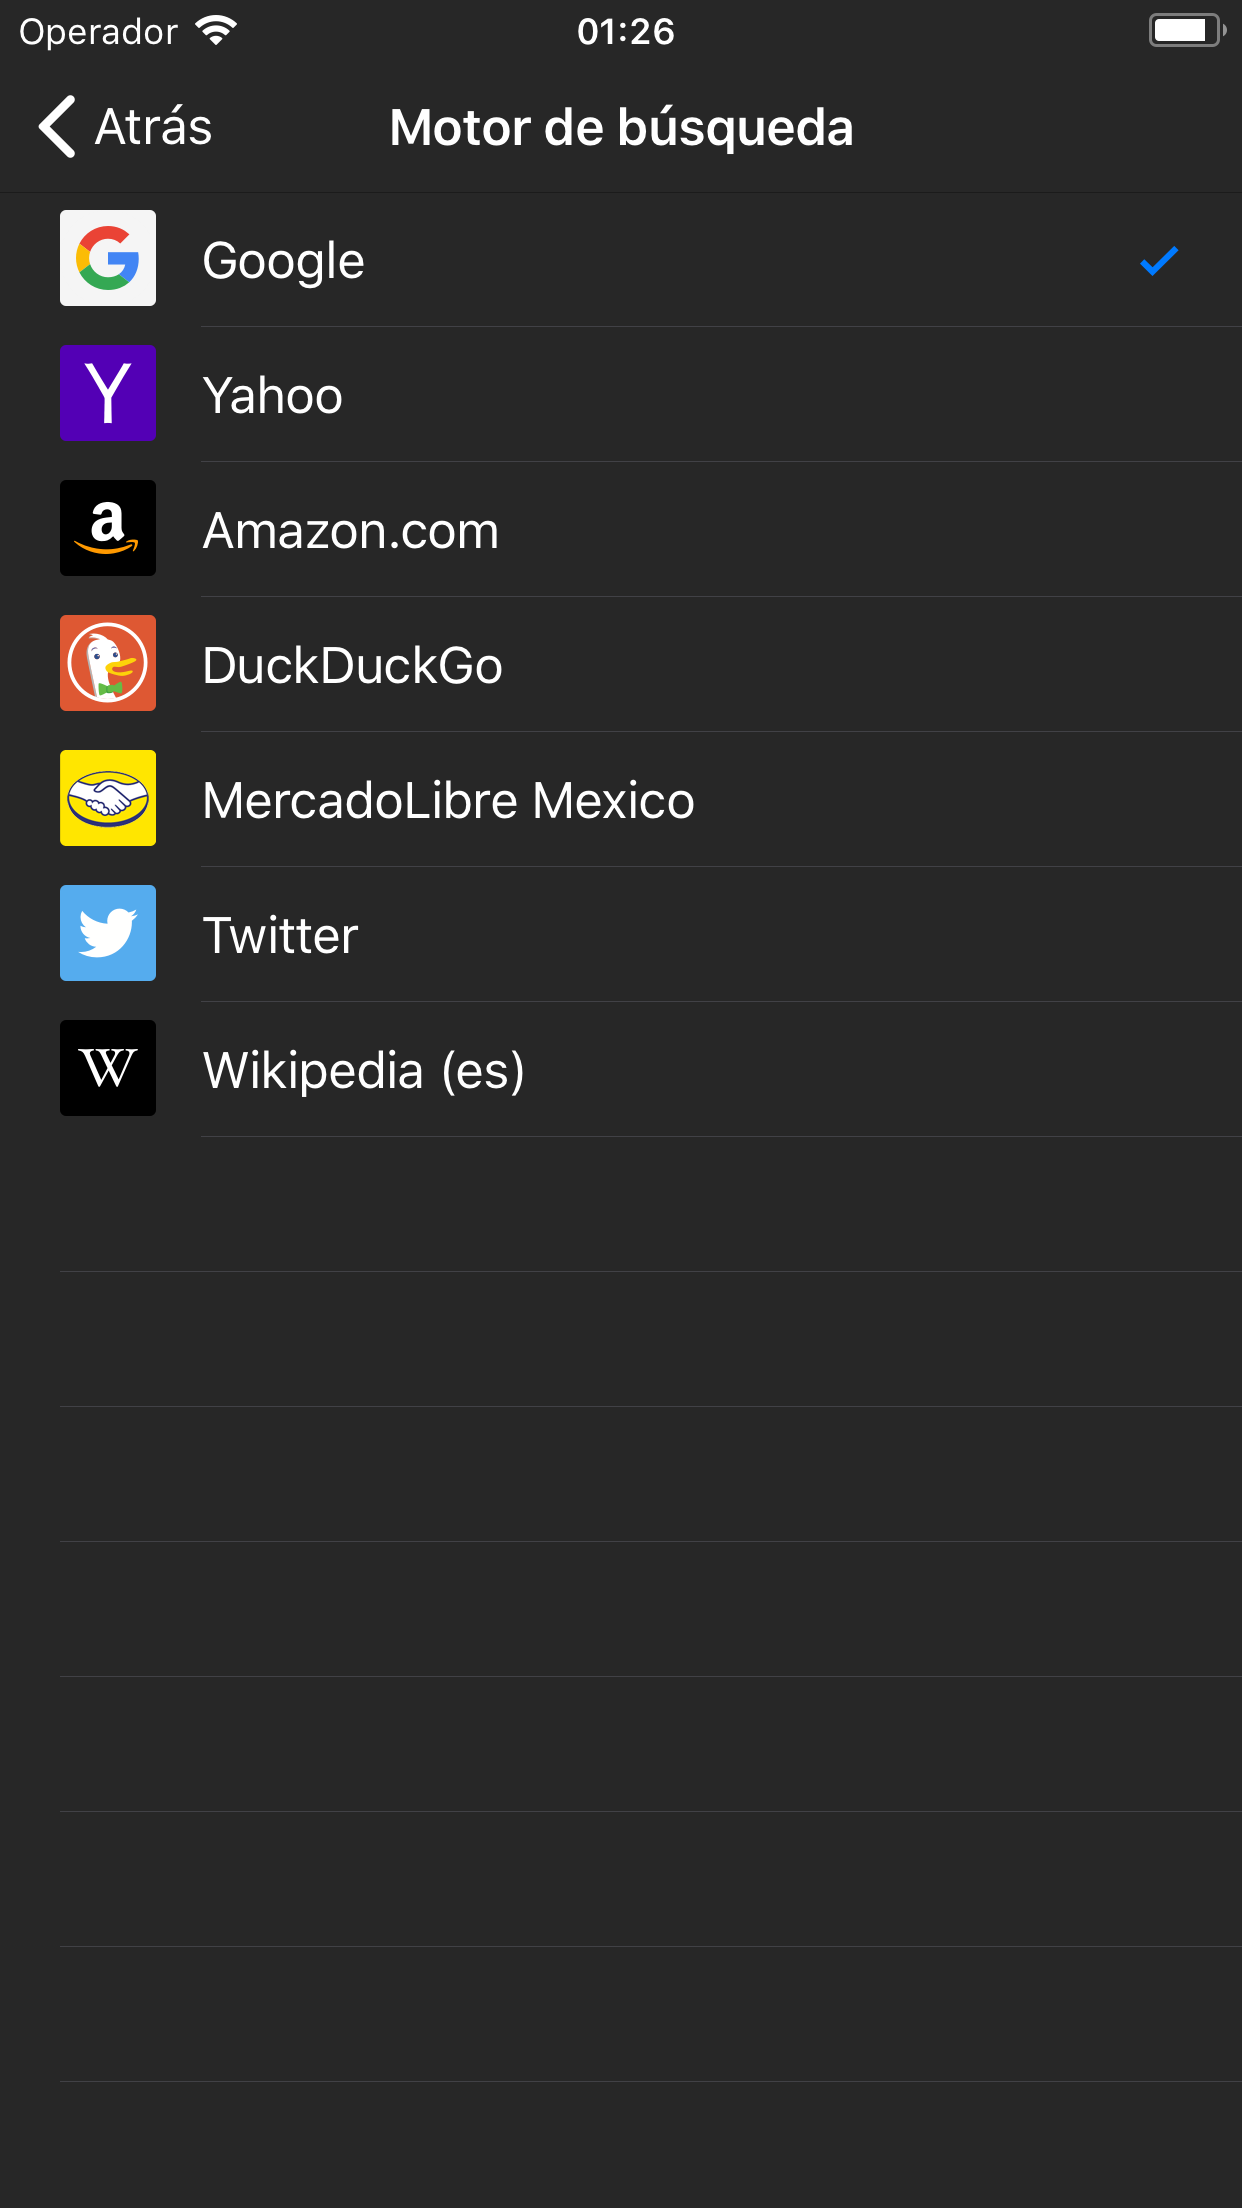 Operador 01:26
Atrás Motor de búsqueda
Google
Yahoo
Amazon.com
DuckDuckGo
MercadoLibre Mexico
Twitter
Wikipedia (es)